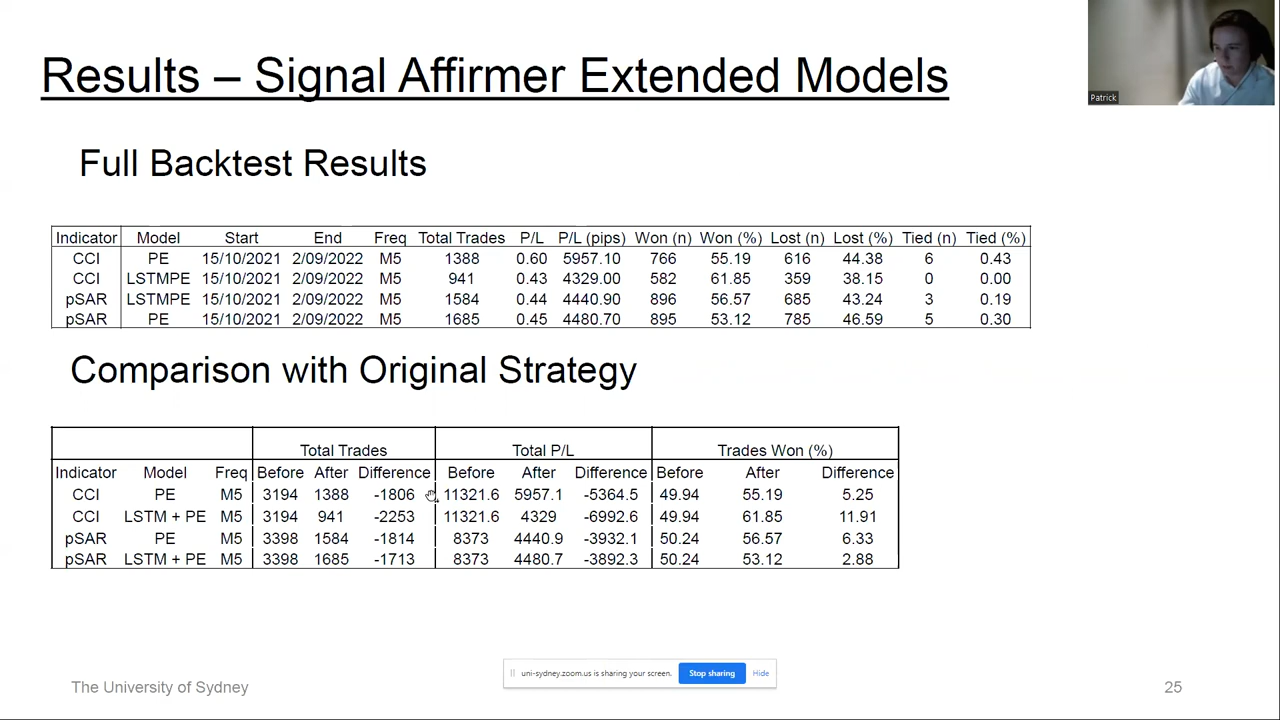 Results – Signal Affirmer Extended Models
Patrick
Full Backtest Results
Indicator Model Start End Freq Total Trades P/L P/L (pips) Won (n) Won (%) Lost (n) Lost (%) Tied (n) Tied (%)
CCI PE 15/10/2021 2/09/2022 M5 1388 0.60 5957.10 766 55.19 616 44.38 6 0.43
CCI LSTMPE 15/10/2021 2/09/2022 M5 941 0.43 4329.00 582 61.85 359 38.15 0 0.00
pSAR LSTMPE 15/10/2021 2/09/2022 M5 1584 0.44 4440.90 896 56.57 685 43.24 3 0.19
pSAR PE 15/10/2021 2/09/2022 M5 1685 0.45 4480.70 895 53.12 785 46.59 5 0.30
Comparison with Original Strategy
Total Trades Total P/L Trades Won (%)
Indicator Model Freq Before After Difference Before After Difference Before After Difference
CCI PE M5 3194 1388 -1806 11321.6 5957.1 -5364.5 49.94 55.19 5.25
CCI LSTM + PE M5 3194 941 -2253 11321.6 4329 -6992.6 49.94 61.85 11.91
pSAR PE M5 3398 1584 -1814 8373 4440.9 -3932.1 50.24 56.57 6.33
pSAR LSTM + PE M5 3398 1685 -1713 8373 4480.7 -3892.3 50.24 53.12 2.88
uni-sydney.zoom.us is sharing your screen. Stop sharing Hide
The University of Sydney 25